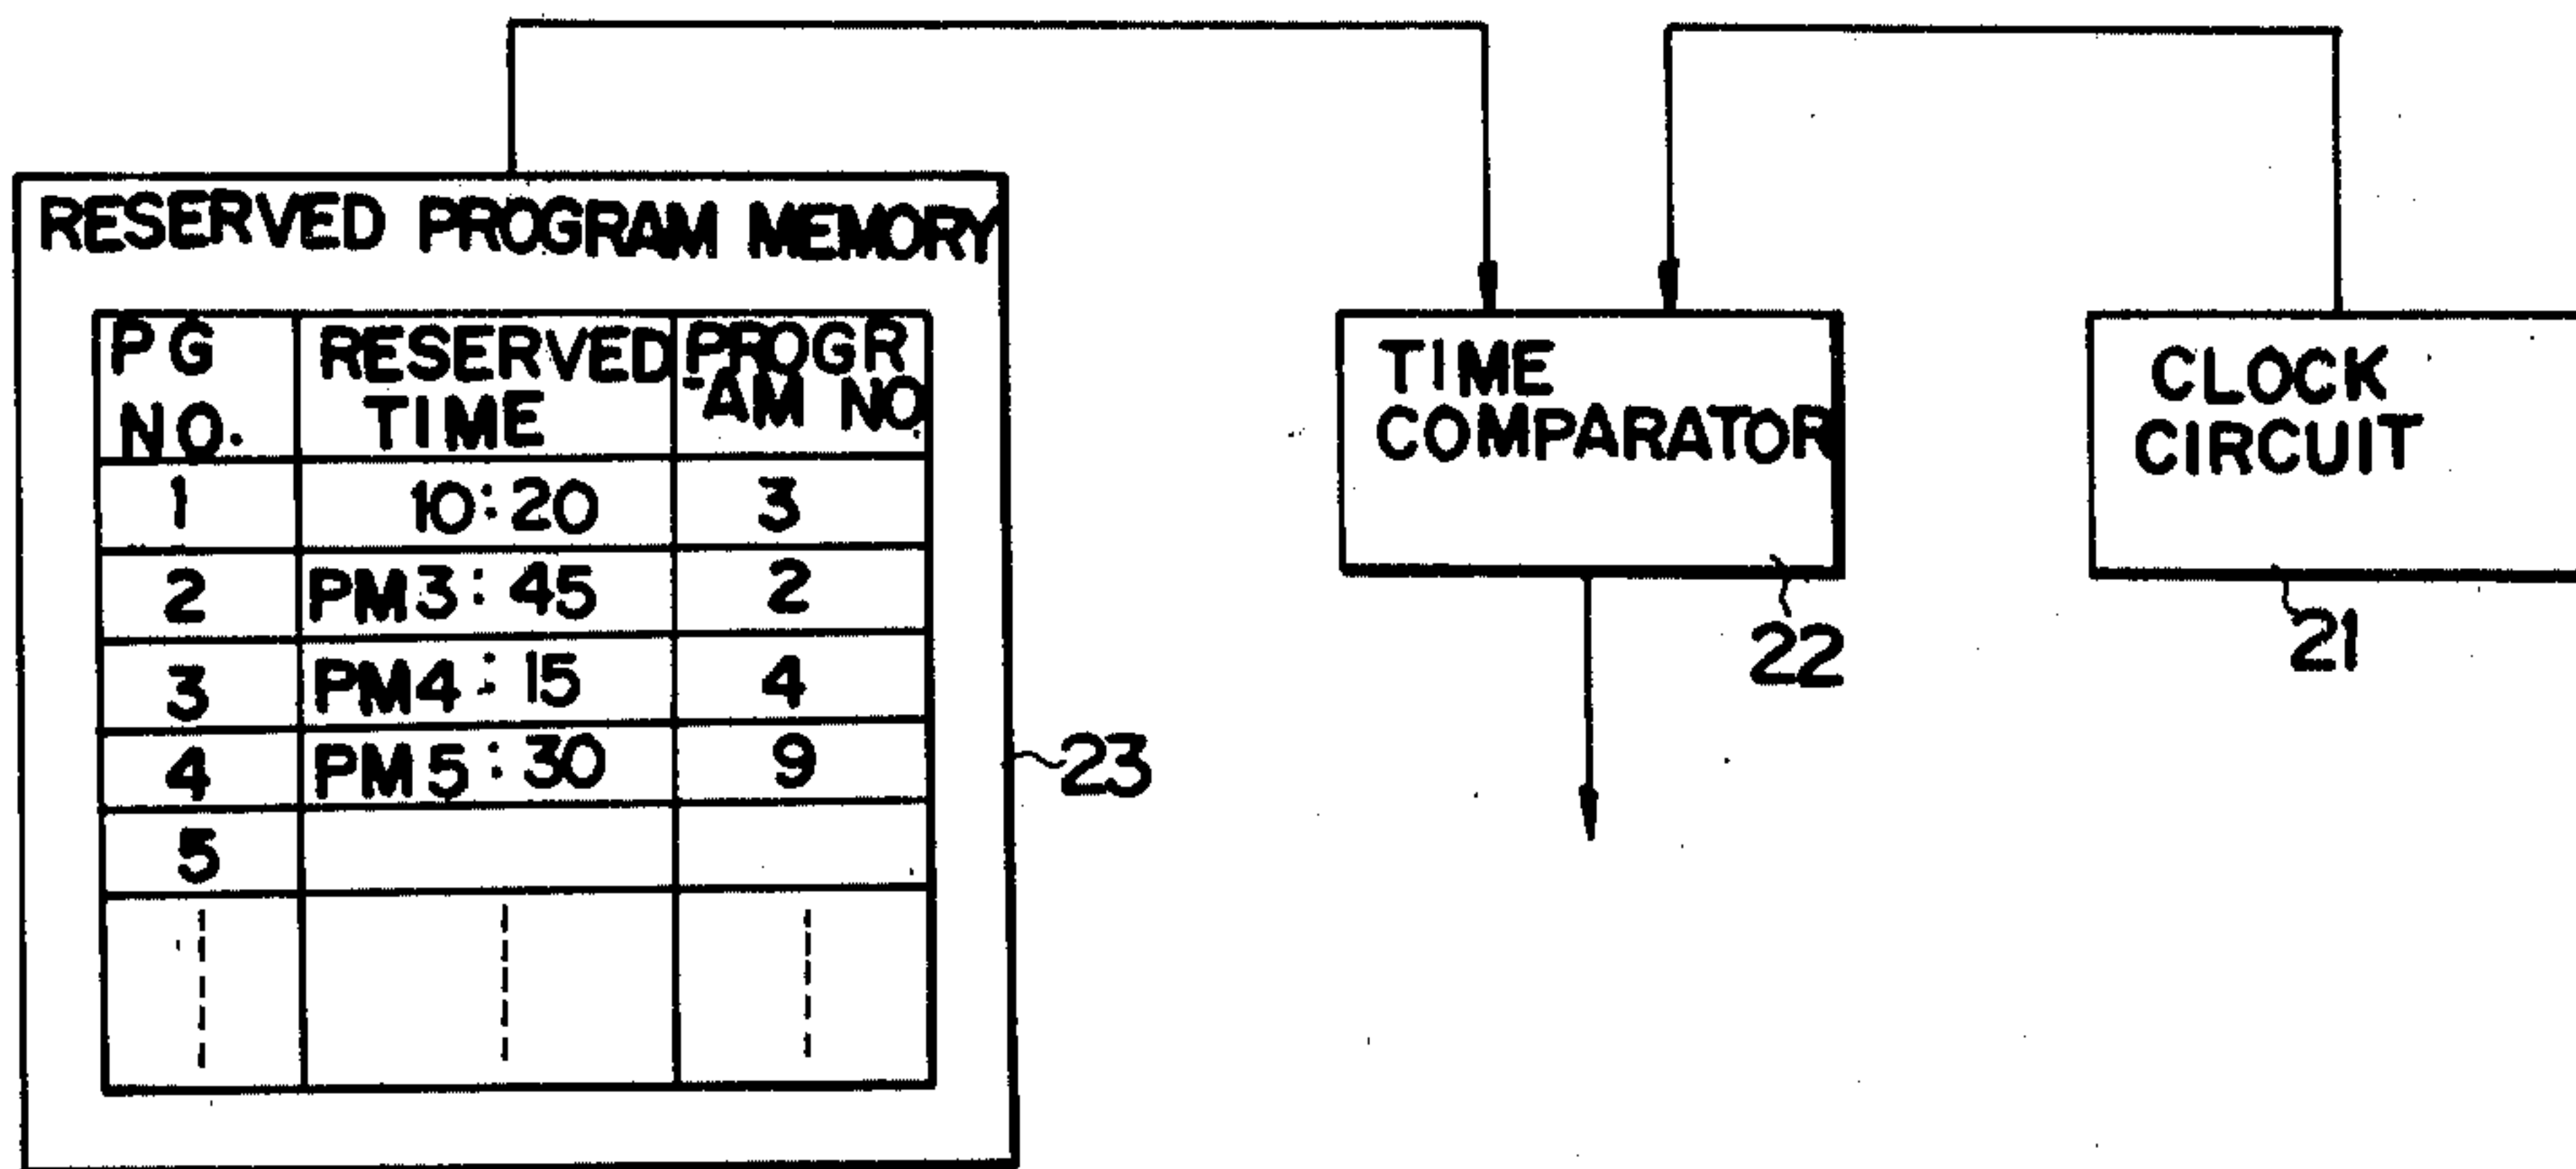 RESERVED PROGRAM MEMORY
PG NO. RESERVED TIME PROGR-AM NO.
1 10:20 3
2 PM3:45 2
3 PM4:15 4
4 PM5:30 9
5
23
TIME
COMPARATOR
22
CLOCK
CIRCUIT
21